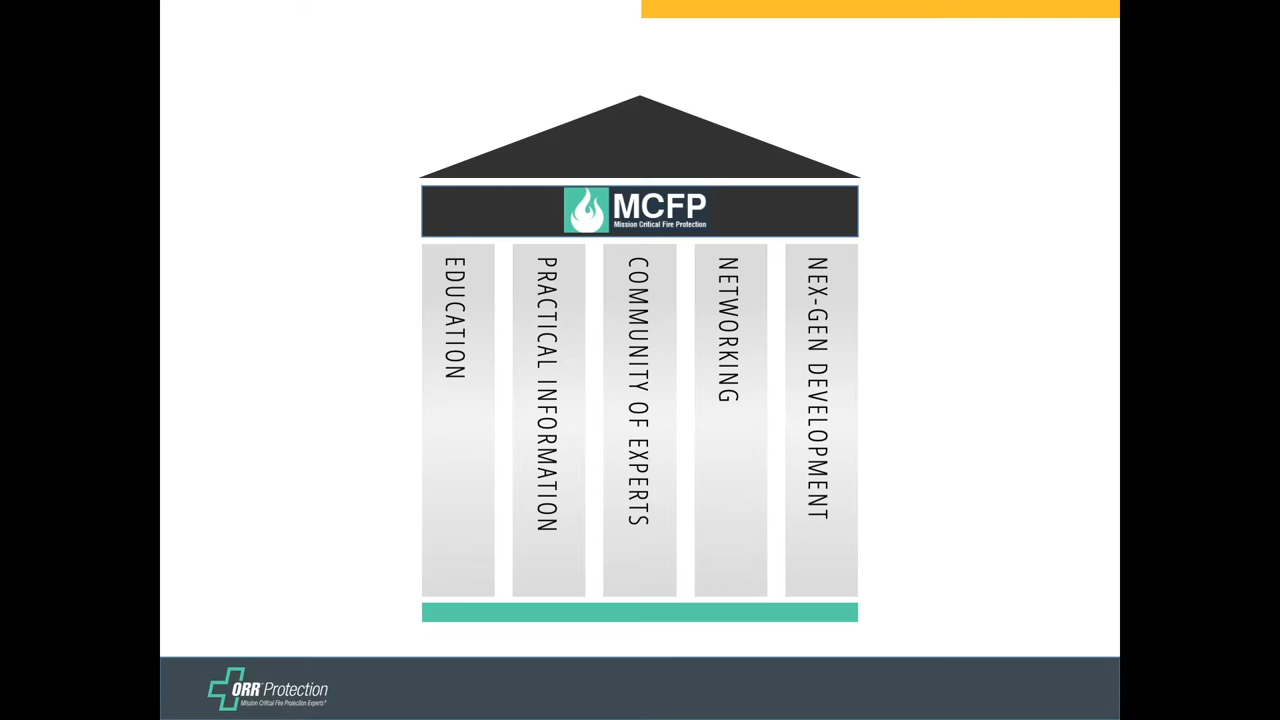 MCFP
Mission Critical Fire Protection
EDUCATION
PRACTICAL INFORMATION
COMMUNITY OF EXPERTS
NETWORKING
NEX-GEN DEVELOPMENT
ORR® Protection
Mission Critical Fire Protection Experts®